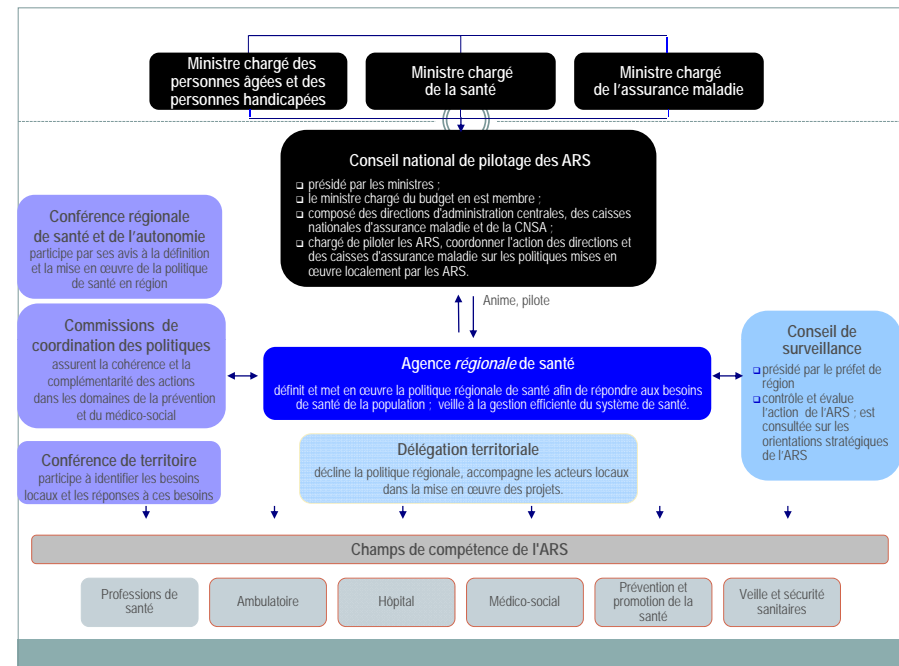 Ministre chargé des
personnes âgées et des
personnes handicapées
Ministre chargé
de la santé
Ministre chargé
de l'assurance maladie
Conseil national de pilotage des ARS
❑ présidé par les ministres ;
❑ le ministre chargé du budget en est membre ;
❑ composé des directions d'administration centrales, des caisses
nationales d'assurance maladie et de la CNSA ;
❑ chargé de piloter les ARS, coordonner l'action des directions et
des caisses d'assurance maladie sur les politiques mises en
œuvre localement par les ARS.
Conférence régionale
de santé et de l'autonomie
participe par ses avis à la définition
et la mise en œuvre de la politique
de santé en région
Anime, pilote
Commissions de
coordination des politiques
assurent la cohérence et la
complémentarité des actions
dans les domaines de la prévention
et du médico-social
Agence régionale de santé
définit et met en œuvre la politique régionale de santé afin de répondre aux besoins
de santé de la population ; veille à la gestion efficiente du système de santé.
Conseil de
surveillance
❑ présidé par le préfet de
région
❑ contrôle et évalue
l'action de l'ARS ; est
consultée sur les
orientations stratégiques
de l'ARS
Conférence de territoire
participe à identifier les besoins
locaux et les réponses à ces besoins
Délégation territoriale
décline la politique régionale, accompagne les acteurs locaux
dans la mise en œuvre des projets.
Champs de compétence de l'ARS
Professions de
santé
Ambulatoire
Hôpital
Médico-social
Prévention et
promotion de la
santé
Veille et sécurité
sanitaires